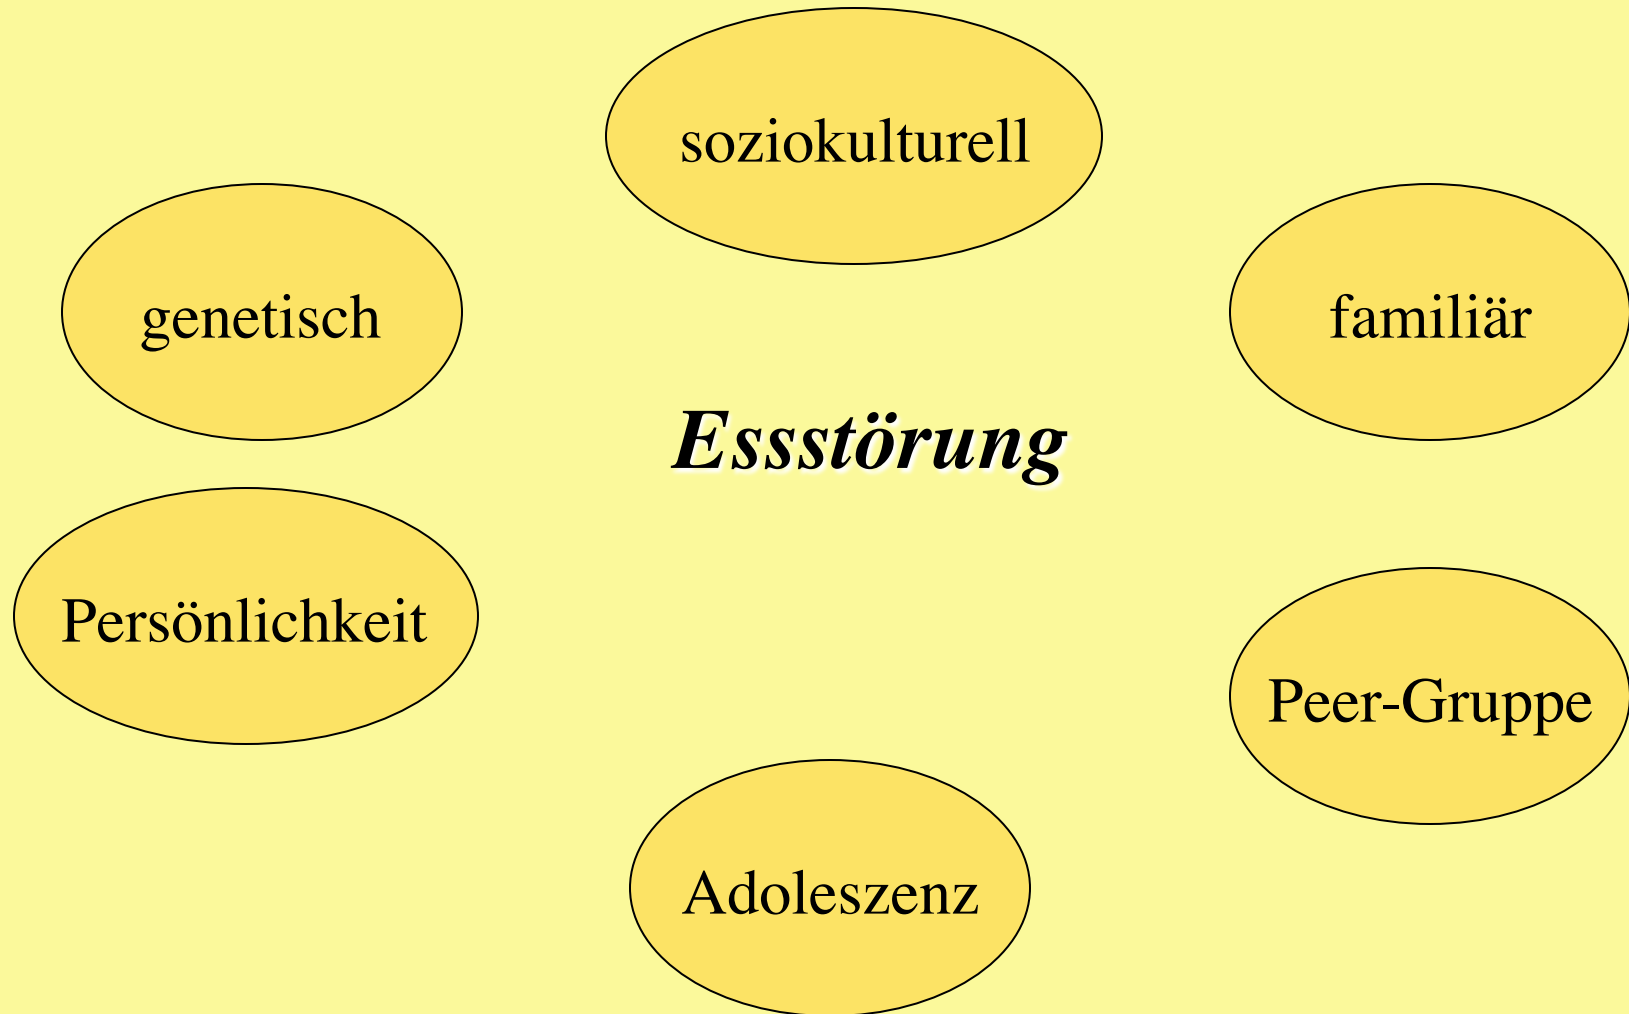 soziokulturell
genetisch
familiär
Essstörung
Persönlichkeit
Peer-Gruppe
Adoleszenz